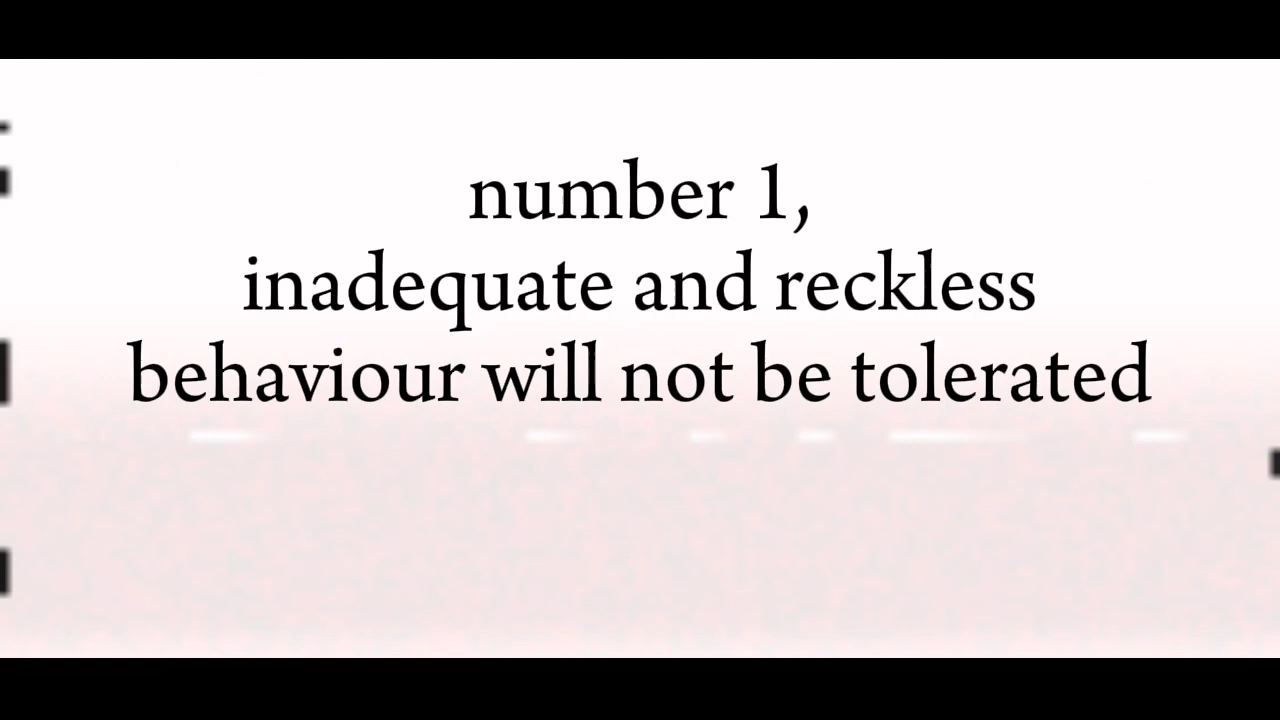 number 1,
inadequate and reckless
behaviour will not be tolerated